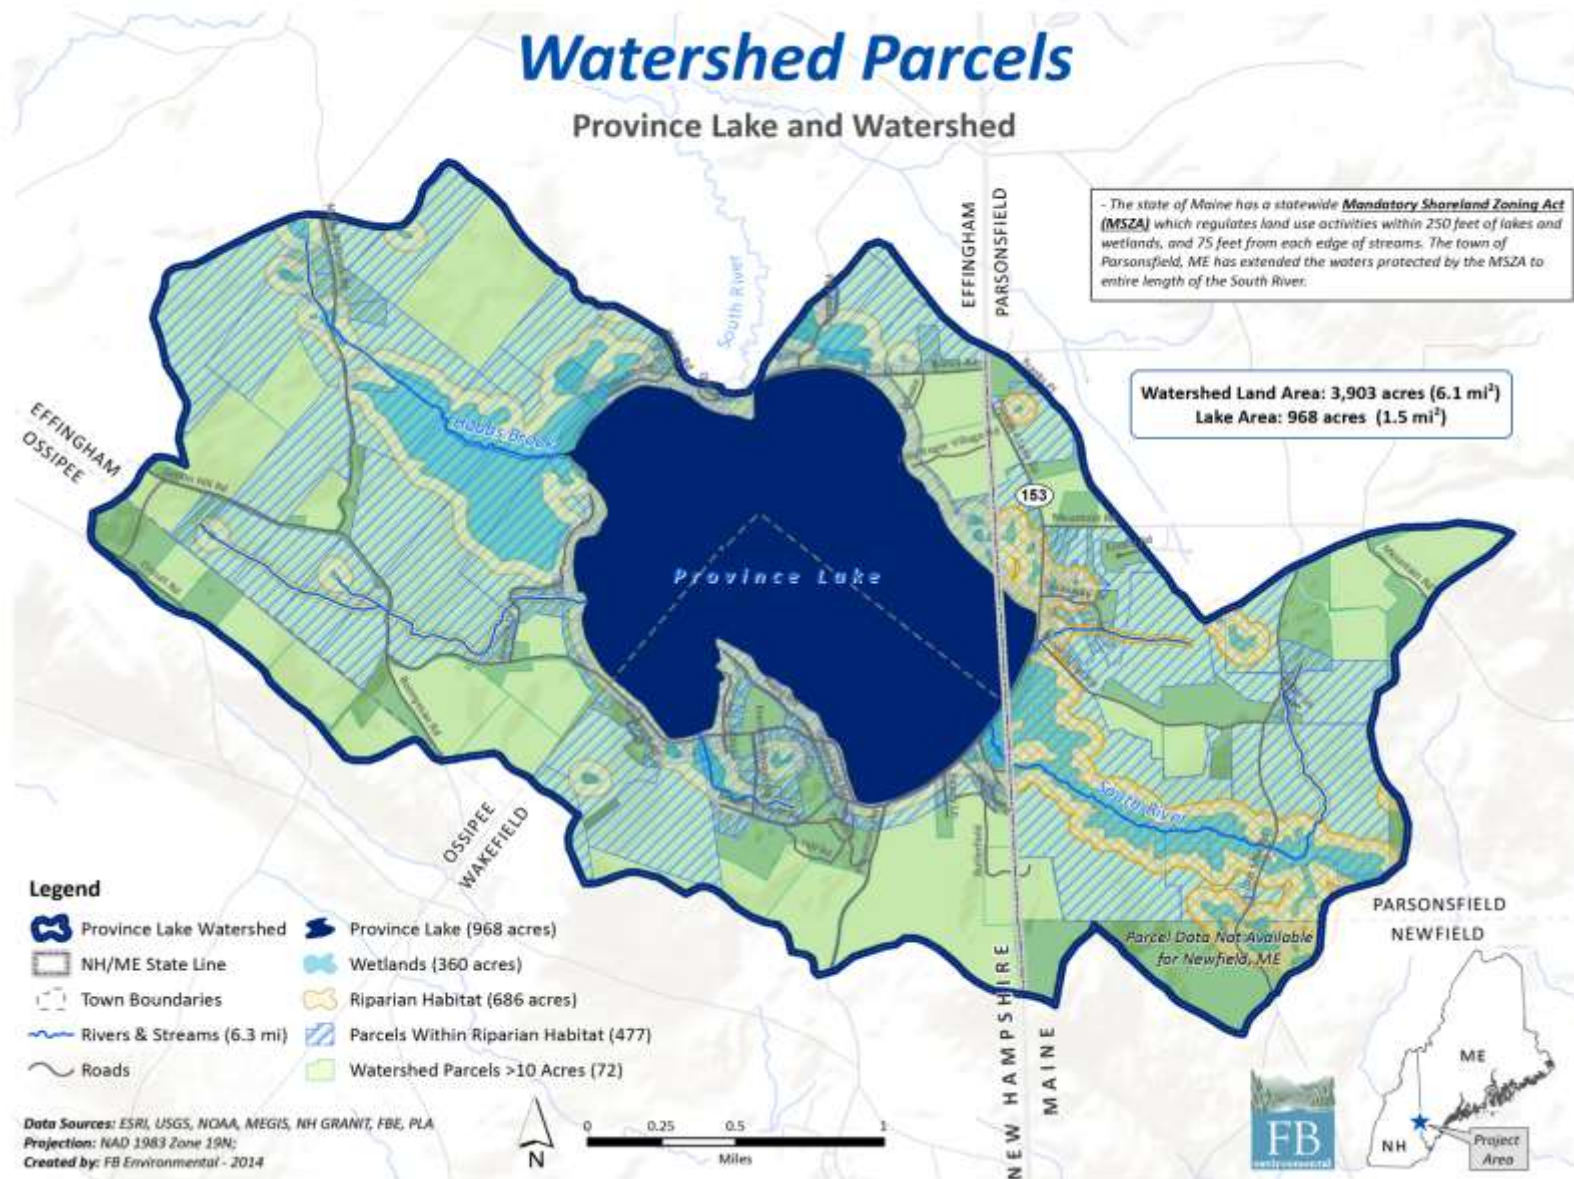 Watershed Parcels
Province Lake and Watershed
EFFINGHAM
PARSONSFIELD
- The state of Maine has a statewide Mandatory Shoreland Zoning Act
(MSZA) which regulates land use activities within 250 feet of lakes and
wetlands, and 75 feet from each edge of streams. The town of
Parsonsfield, ME has extended the waters protected by the MSZA to
entire length of the South River.
South River
Watershed Land Area: 3,903 acres (6.1 mi²)
Lake Area: 968 acres (1.5 mi²)
EFFINGHAM
OSSIPEE
Hobbs Brook
153
Province Lake
Bonnyman Rd
Mountain Rd
South River
OSSIPEE
WAKEFIELD
Butterfield
PARSONSFIELD
NEWFIELD
Parcel Data Not Available
for Newfield, ME
NEW HAMPSHIRE
MAINE
Legend
Province Lake Watershed
Province Lake (968 acres)
NH/ME State Line
Wetlands (360 acres)
Town Boundaries
Riparian Habitat (686 acres)
Rivers & Streams (6.3 mi)
Parcels Within Riparian Habitat (477)
Roads
Watershed Parcels >10 Acres (72)
Data Sources: ESRI, USGS, NOAA, MEGIS, NH GRANIT, FBE, PLA
Projection: NAD 1983 Zone 19N;
Created by: FB Environmental - 2014
N
0 0.25 0.5 1
Miles
FB
environmental
ME
NH
Project
Area